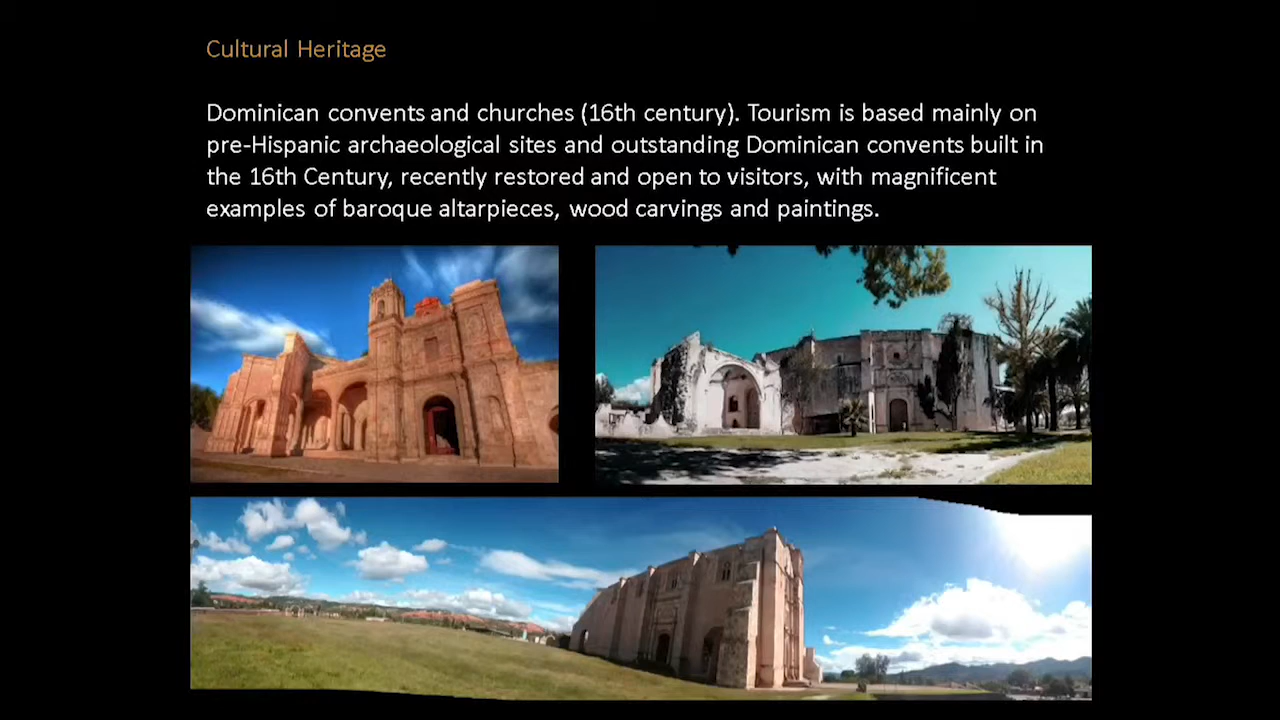 Cultural Heritage
Dominican convents and churches (16th century). Tourism is based mainly on
pre-Hispanic archaeological sites and outstanding Dominican convents built in
the 16th Century, recently restored and open to visitors, with magnificent
examples of baroque altarpieces, wood carvings and paintings.